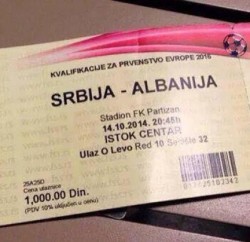 KVALIFIKACIJE ZA PRVENSTVO EVROPE 2016
SRBIJA - ALBANIJA
Stadion FK Partizan
14.10.2014. 20:45h
ISTOK CENTAR
Ulaz O Levo Red 10 32
Cena ulaznice
1,000.00 Din.
(PDV 10% uključen u cenu)